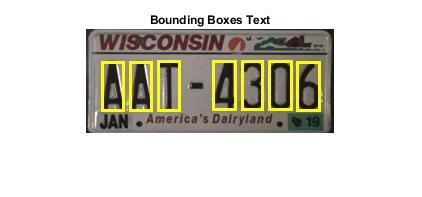 Bounding Boxes Text
WISCONSIN
AAT-4306
JAN America's Dairyland 19